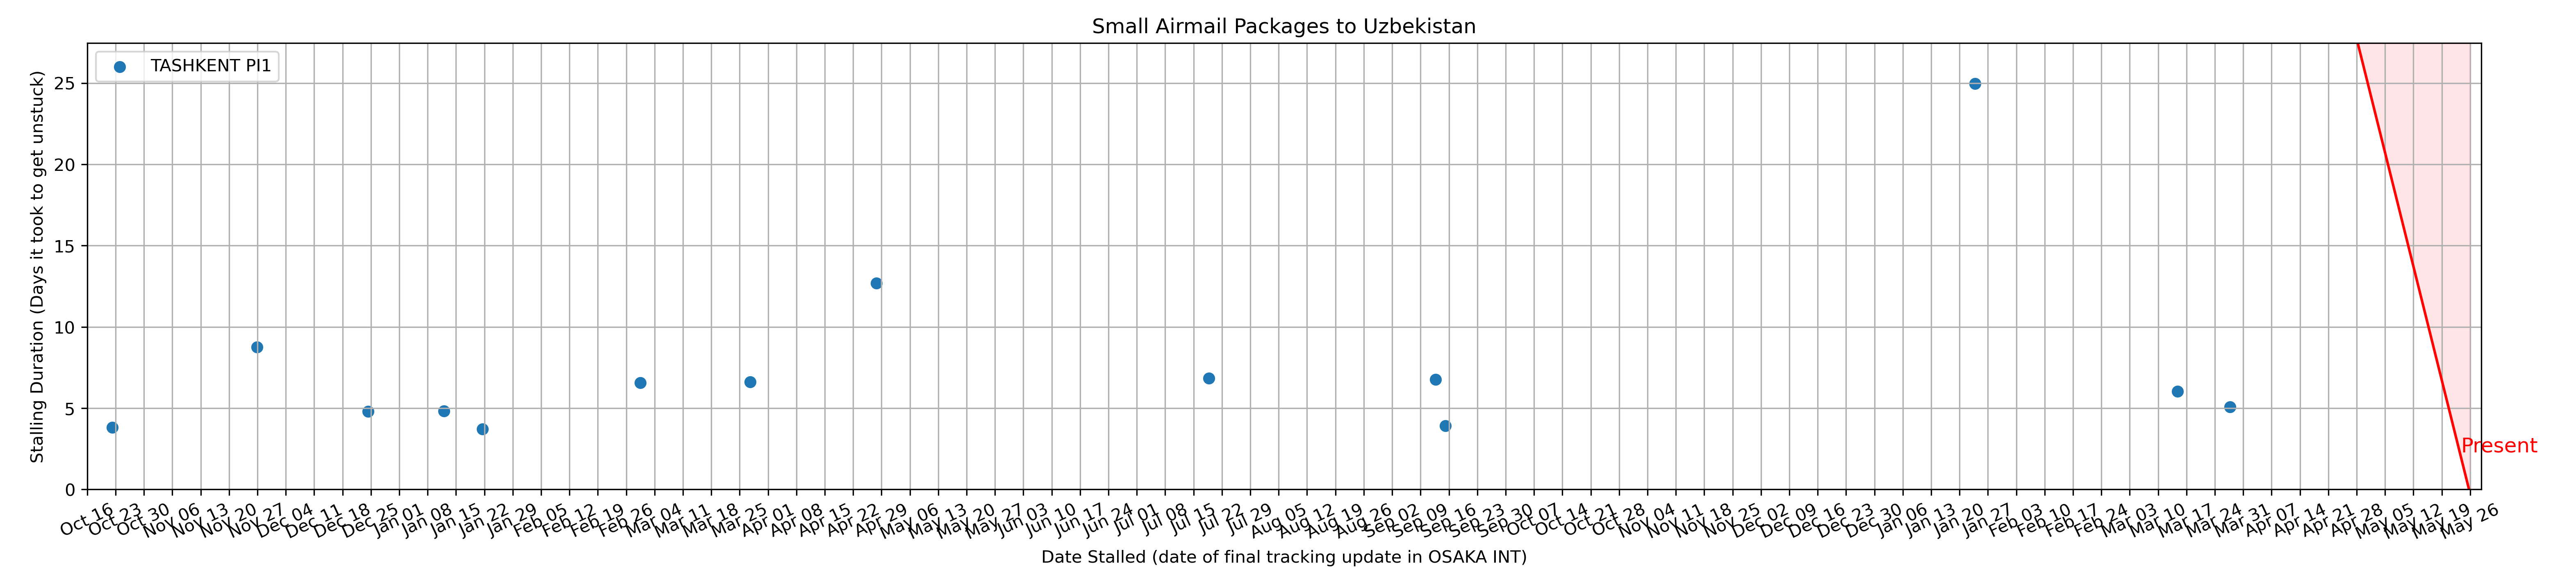 Small Airmail Packages to Uzbekistan
TASHKENT PI1
Stalling Duration (Days it took to get unstuck)
25
20
15
10
5
0
Present
Oct 16 Oct 23 Oct 30 Nov 06 Nov 13 Nov 20 Nov 27 Dec 04 Dec 11 Dec 18 Dec 25 Jan 01 Jan 08 Jan 15 Jan 22 Jan 29 Feb 05 Feb 12 Feb 19 Feb 26 Mar 04 Mar 11 Mar 18 Mar 25 Apr 01 Apr 08 Apr 15 Apr 22 Apr 29 May 06 May 13 May 20 May 27 Jun 03 Jun 10 Jun 17 Jun 24 Jul 01 Jul 08 Jul 15 Jul 22 Jul 29 Aug 05 Aug 12 Aug 19 Aug 26 Sep 02 Sep 09 Sep 16 Sep 23 Sep 30 Oct 07 Oct 14 Oct 21 Oct 28 Nov 04 Nov 11 Nov 18 Nov 25 Dec 02 Dec 09 Dec 16 Dec 23 Dec 30 Jan 06 Jan 13 Jan 20 Jan 27 Feb 03 Feb 10 Feb 17 Feb 24 Mar 03 Mar 10 Mar 17 Mar 24 Mar 31 Apr 07 Apr 14 Apr 21 Apr 28 May 05 May 12 May 19 May 26
Date Stalled (date of final tracking update in OSAKA INT)